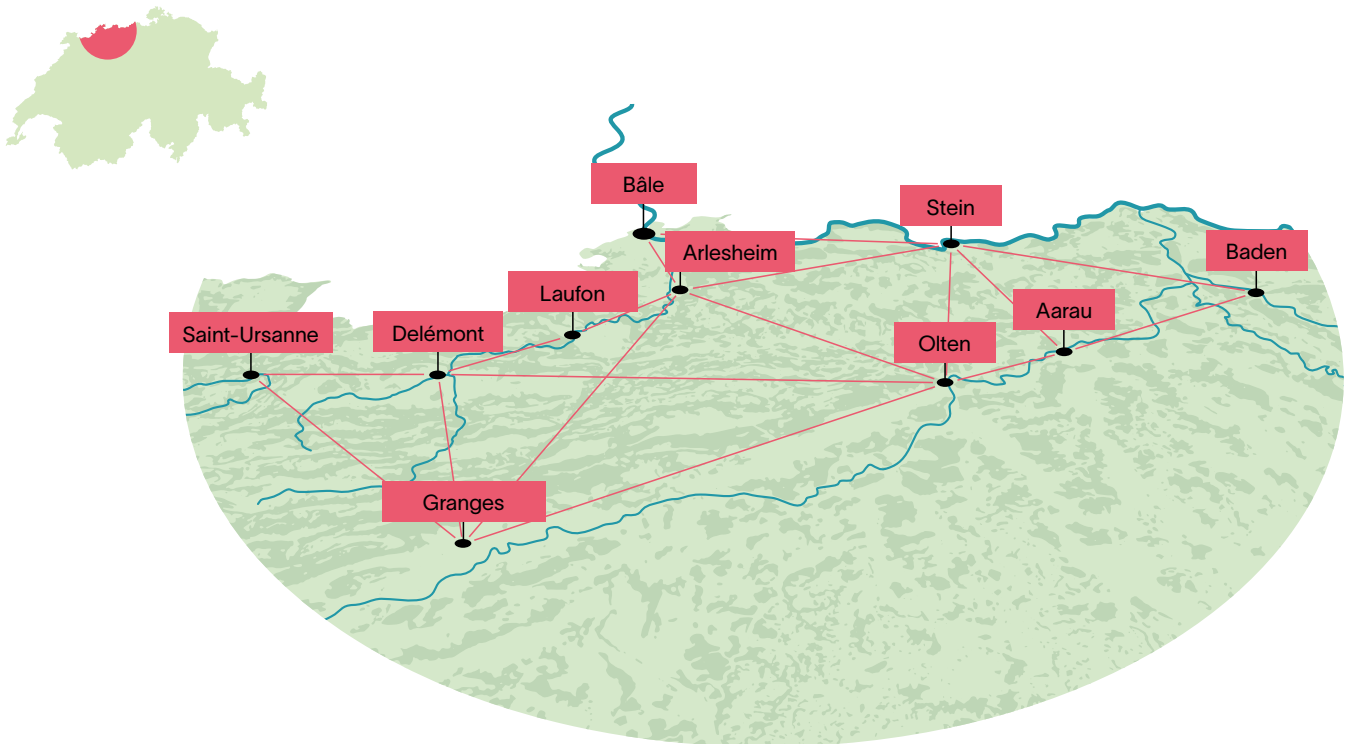 Bâle
Stein
Arlesheim
Baden
Laufon
Aarau
Saint-Ursanne
Delémont
Olten
Granges